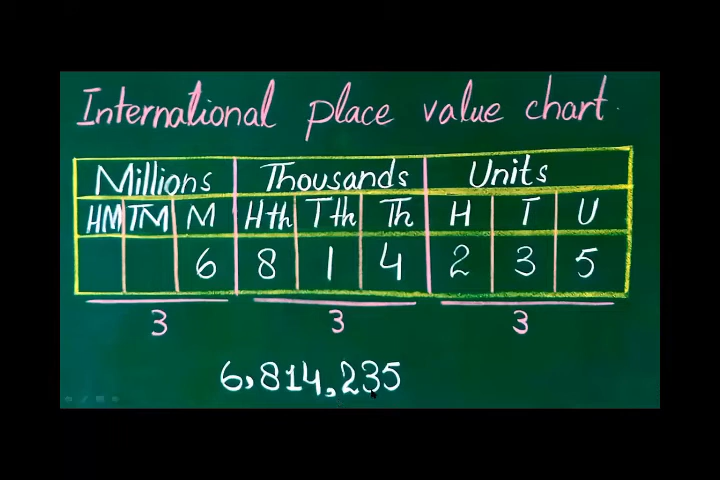 International place value chart.
Millions Thousands Units
HM TM M Hth Tth Th H T U
6 8 1 4 2 3 5
3 3 3
6,814,235